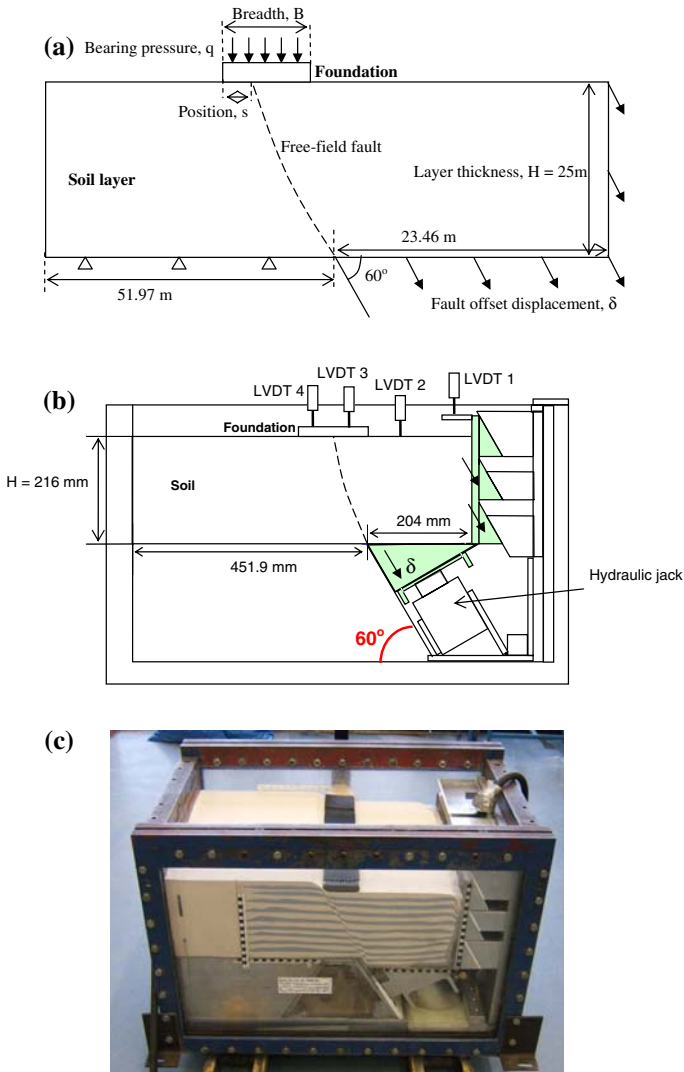 Breadth, B
(a)
Bearing pressure, q
Foundation
Position, s
Free-field fault
Soil layer
Layer thickness, H = 25m
23.46 m
60°
51.97 m
Fault offset displacement, δ
(b)
LVDT 4
LVDT 3
LVDT 2
LVDT 1
Foundation
H = 216 mm
Soil
204 mm
451.9 mm
δ
Hydraulic jack
60°
(c)